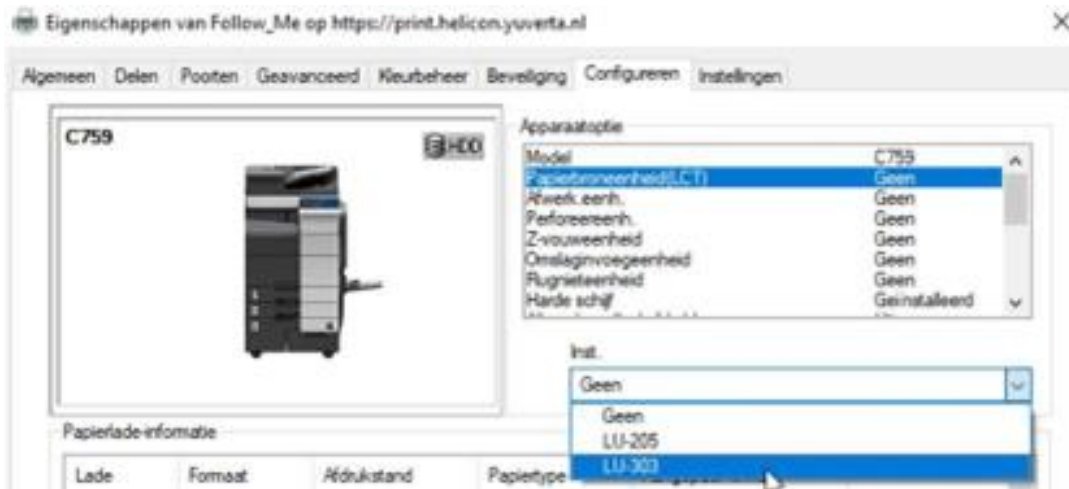 Eigenschappen van Follow_Me op https://print.helicon.yuverta.nl
Algemeen Delen Poorten Geavanceerd Kleurbeheer Beveiliging Configureren Instellingen
C759
HDD
Apparaatoptie
Model C759
Papierbroneenheid(LCT) Geen
Afwerk.eenh. Geen
Perforeereenh. Geen
Z-vouweenheid Geen
Omslaginvoegeenheid Geen
Rugnieteenheid Geen
Harde schijf Geïnstalleerd
Inst.
Geen
Geen
LU-205
LU-303
Papierlade-informatie
Lade Formaat Afdrukstand Papiertype